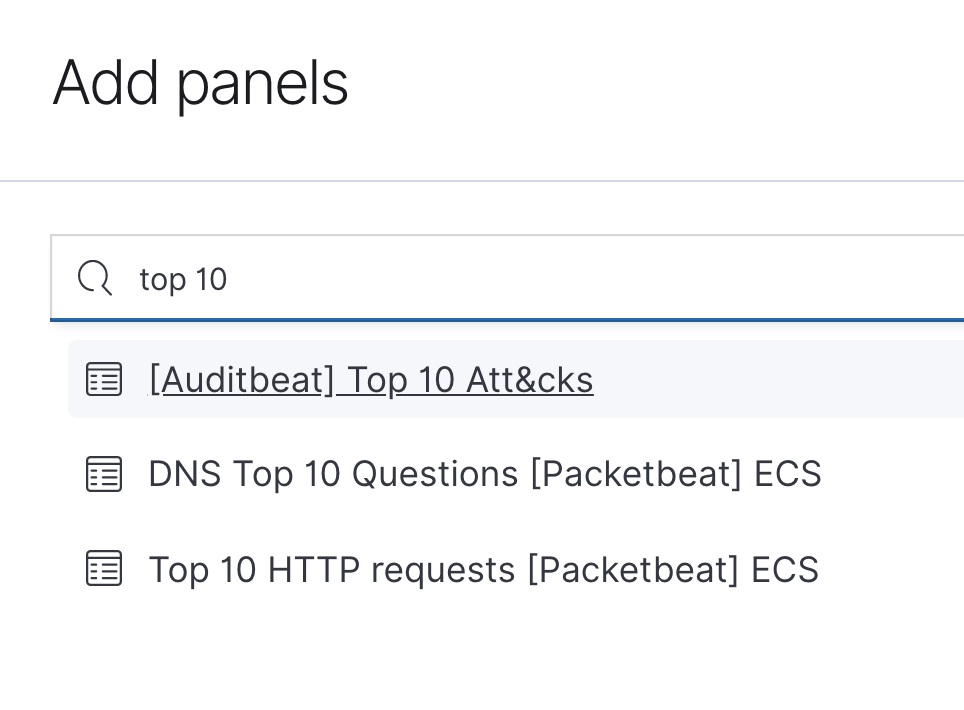 Add panels
top 10
[Auditbeat] Top 10 Att&cks
DNS Top 10 Questions [Packetbeat] ECS
Top 10 HTTP requests [Packetbeat] ECS